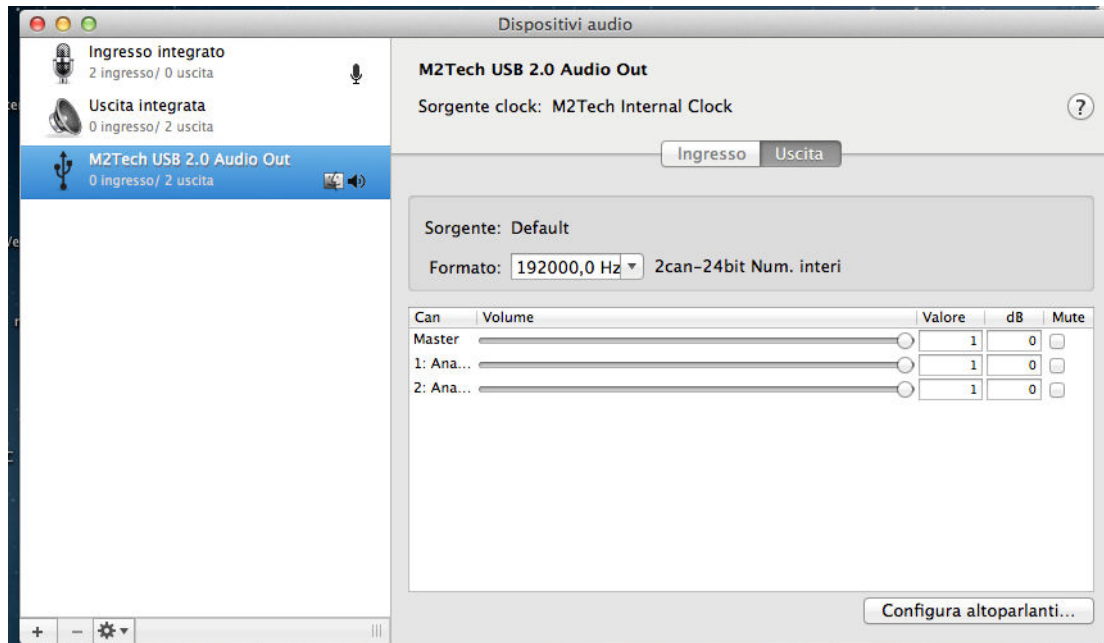 Dispositivi audio
Ingresso integrato
2 ingresso/ 0 uscita
Uscita integrata
0 ingresso/ 2 uscita
M2Tech USB 2.0 Audio Out
0 ingresso/ 2 uscita
M2Tech USB 2.0 Audio Out
Sorgente clock: M2Tech Internal Clock
?
Ingresso Uscita
Sorgente: Default
Formato: 192000,0 Hz 2can-24bit Num. interi
Can Volume Valore dB Mute
Master 1 0
1: Ana... 1 0
2: Ana... 1 0
Configura altoparlanti...
+ −